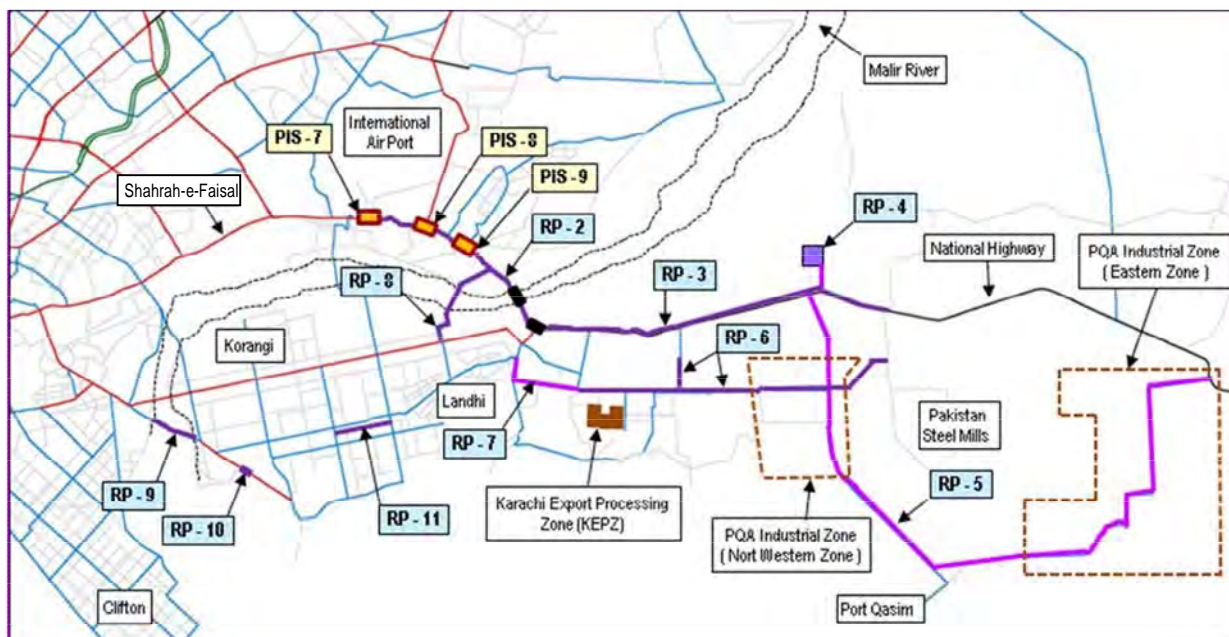 Malir River
International
Air Port
PIS - 7
PIS - 8
PIS - 9
Shahrah-e-Faisal
RP - 2
RP - 4
National Highway
PQA Industrial Zone
( Eastern Zone )
RP - 8
RP - 3
Korangi
RP - 6
Landhi
RP - 7
Pakistan
Steel Mills
RP - 9
RP - 10
RP - 11
Karachi Export Processing
Zone (KEPZ)
RP - 5
PQA Industrial Zone
( Nort Western Zone )
Clifton
Port Qasim